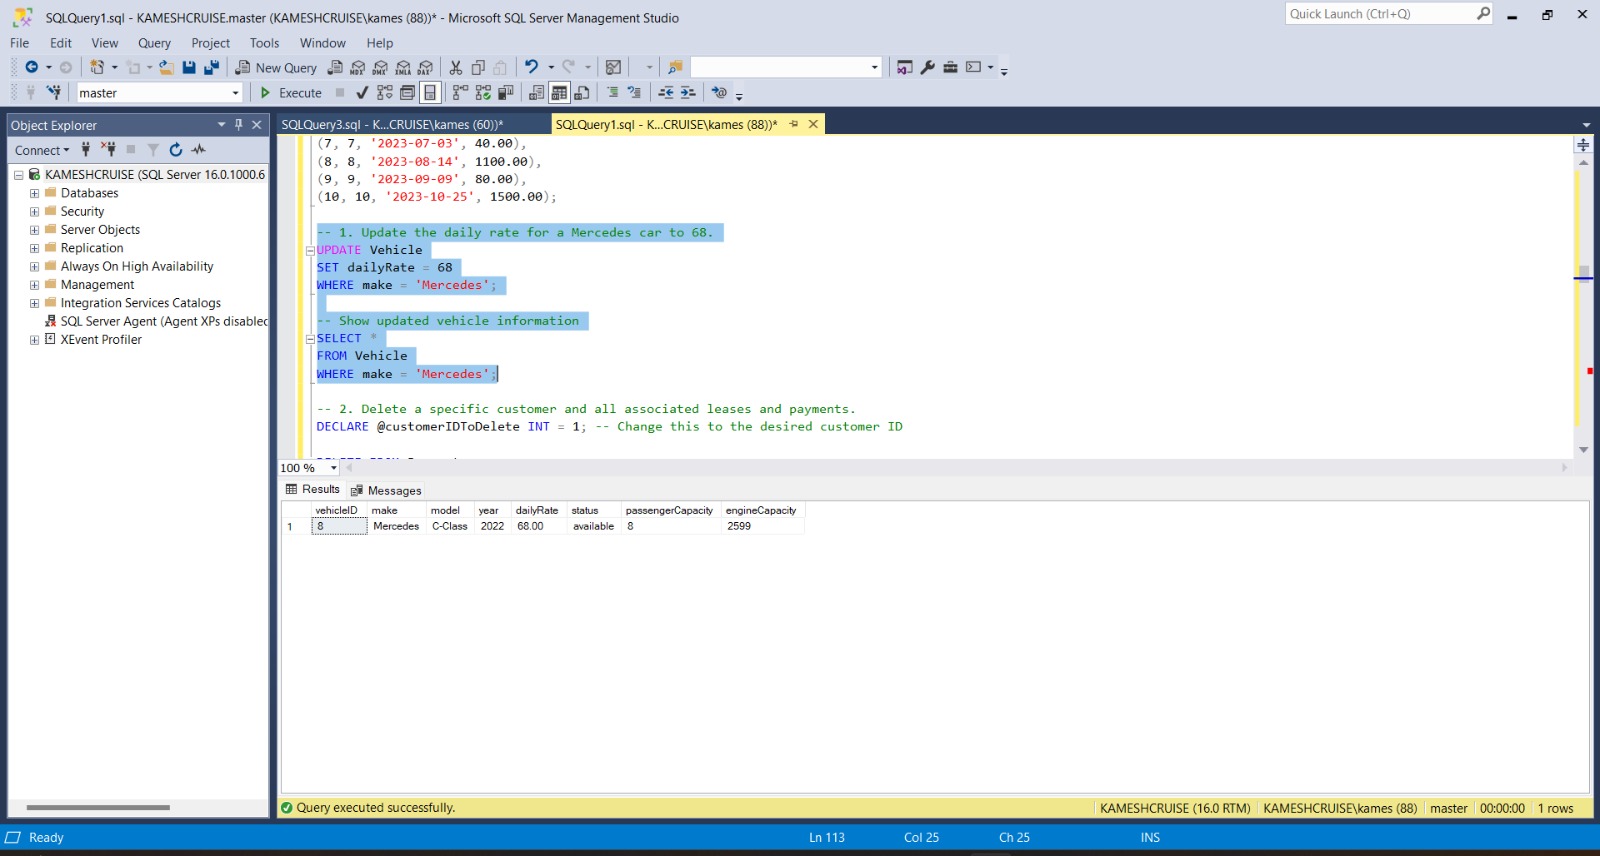 SQLQuery1.sql - KAMESHCRUISE.master (KAMESHCRUISE\kames (88))* - Microsoft SQL Server Management Studio
Quick Launch (Ctrl+Q)
File Edit View Query Project Tools Window Help
New Query MDX DMX XMLA DAX
master Execute
Object Explorer
Connect
KAMESHCRUISE (SQL Server 16.0.1000.6
Databases
Security
Server Objects
Replication
Always On High Availability
Management
Integration Services Catalogs
SQL Server Agent (Agent XPs disabled
XEvent Profiler
SQLQuery3.sql - K...CRUISE\kames (60))*
SQLQuery1.sql - K...CRUISE\kames (88))*
(7, 7, '2023-07-03', 40.00),
(8, 8, '2023-08-14', 1100.00),
(9, 9, '2023-09-09', 80.00),
(10, 10, '2023-10-25', 1500.00);
-- 1. Update the daily rate for a Mercedes car to 68.
UPDATE Vehicle
SET dailyRate = 68
WHERE make = 'Mercedes';
-- Show updated vehicle information
SELECT *
FROM Vehicle
WHERE make = 'Mercedes';
-- 2. Delete a specific customer and all associated leases and payments.
DECLARE @customerIDToDelete INT = 1; -- Change this to the desired customer ID
100 %
Results Messages
vehicleID make model year dailyRate status passengerCapacity engineCapacity
1 8 Mercedes C-Class 2022 68.00 available 8 2599
Query executed successfully.
KAMESHCRUISE (16.0 RTM) KAMESHCRUISE\kames (88) master 00:00:00 1 rows
Ready Ln 113 Col 25 Ch 25 INS